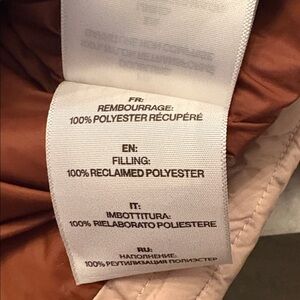 FR:
REMBOURRAGE:
100% POLYESTER RÉCUPÉRÉ
EN:
FILLING:
100% RECLAIMED POLYESTER
IT:
IMBOTTITURA:
100% RIELABORATO POLIESTERE
RU:
НАПОЛНЕНИЕ:
100% РЕУТИЛИЗАЦИЯ ПОЛИЭСТЕР